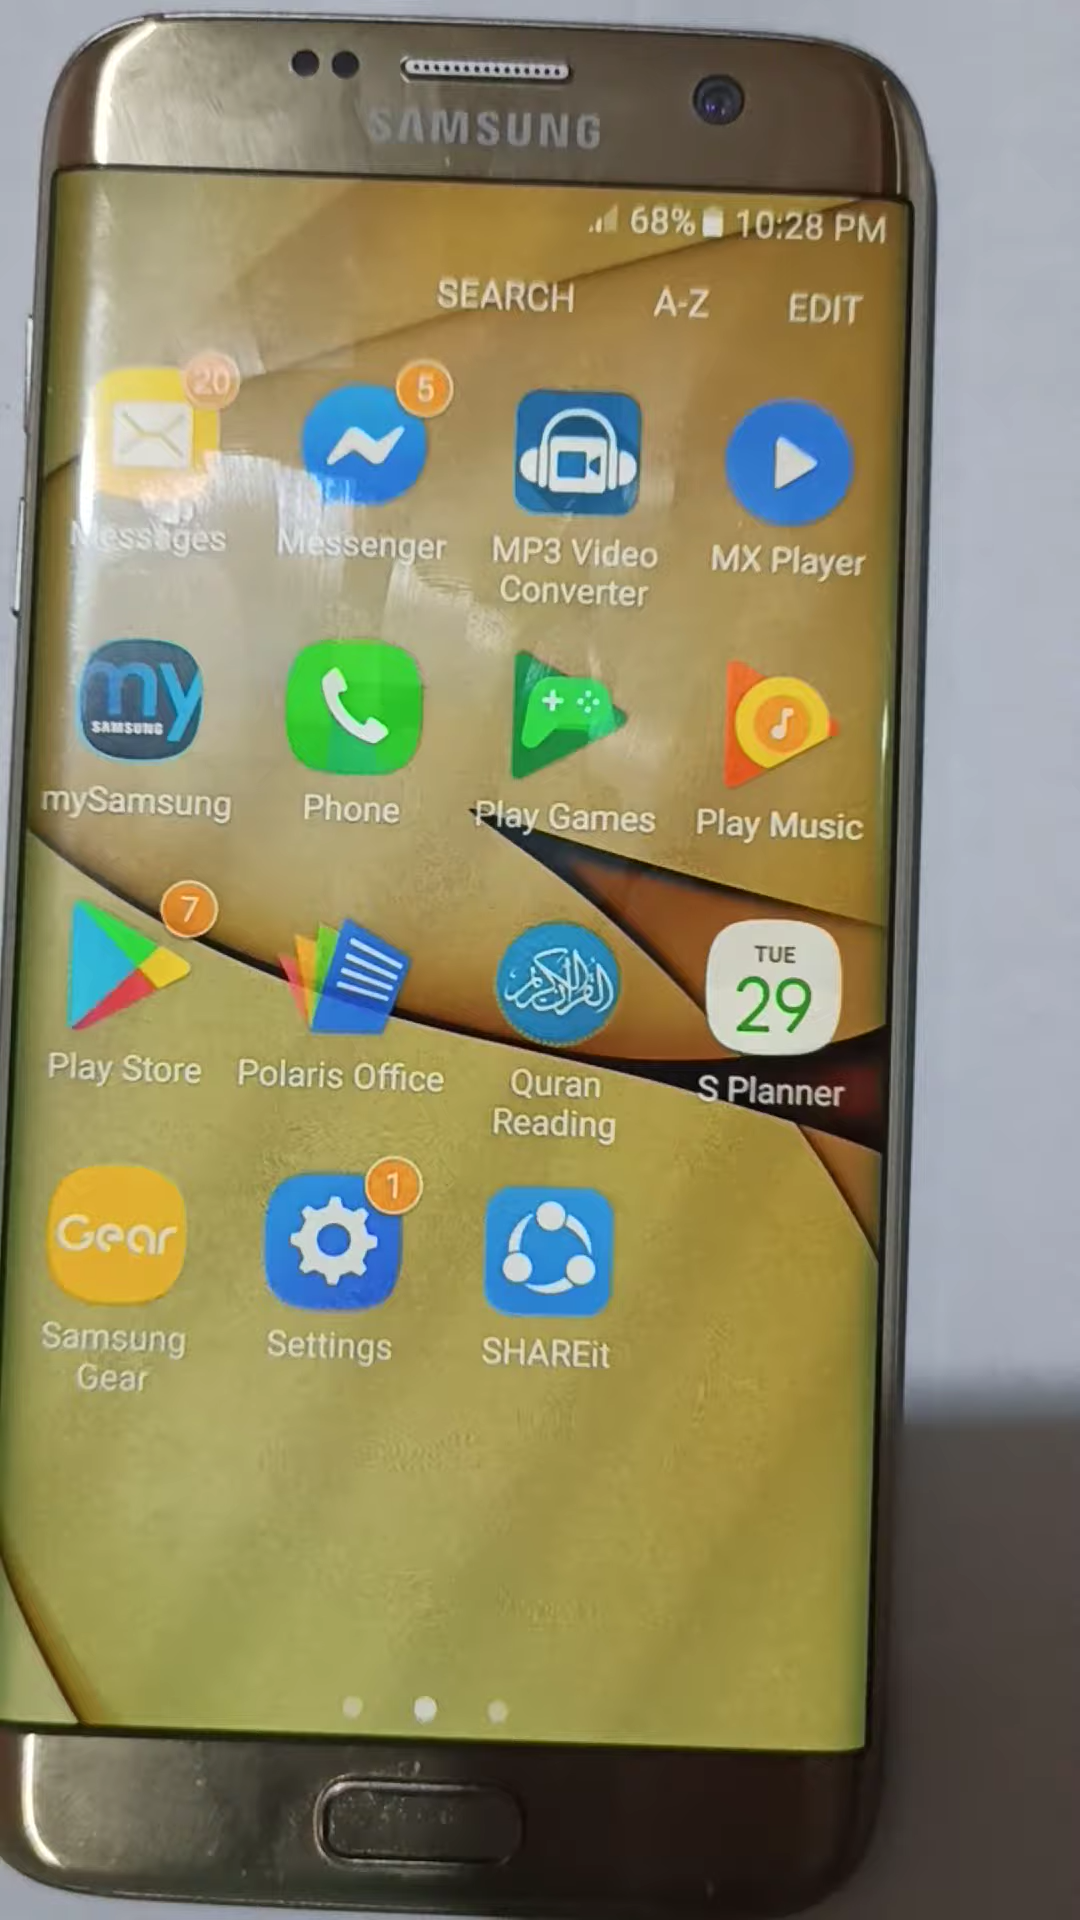 SAMSUNG
68% 10:28 PM
SEARCH A-Z EDIT
20
5
Messages
Messenger
MP3 Video
Converter
MX Player
my
SAMSUNG
mySamsung
Phone
Play Games
Play Music
7
القرآن الكريم
TUE
29
Play Store
Polaris Office
Quran
Reading
S Planner
Gear
1
Samsung
Gear
Settings
SHAREit